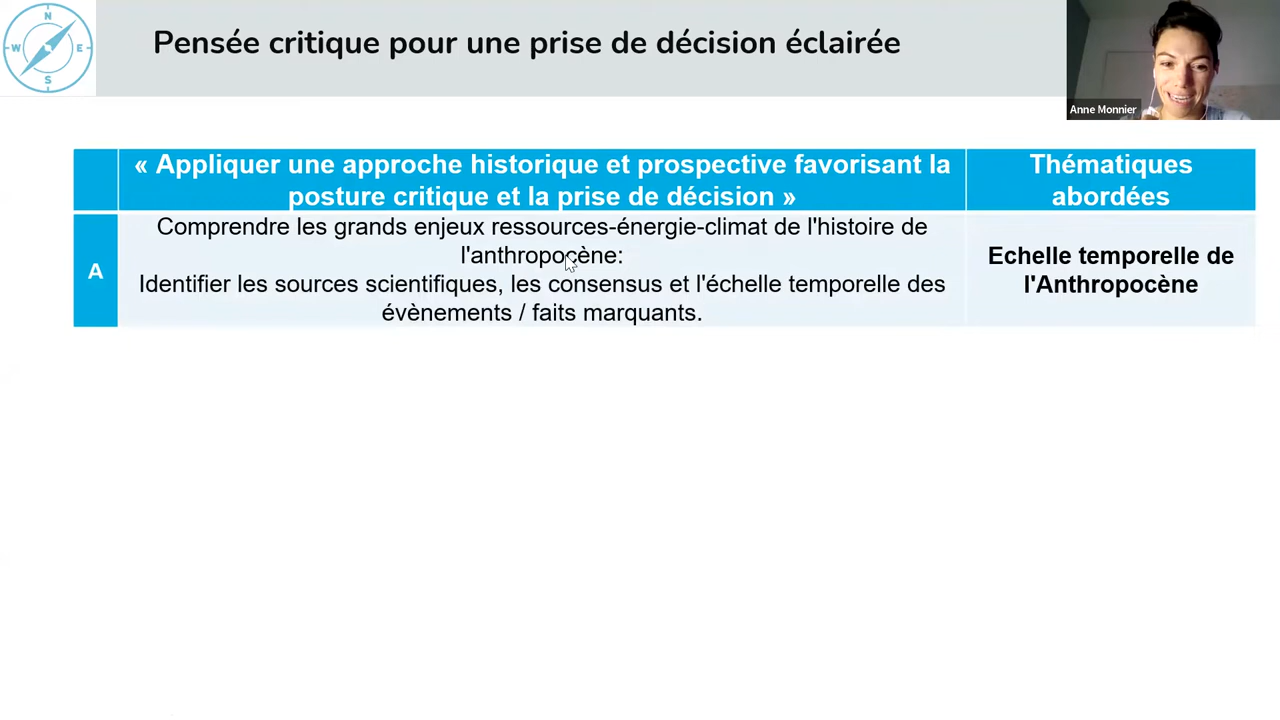 N
W
E
S
Pensée critique pour une prise de décision éclairée
Anne Monnier
« Appliquer une approche historique et prospective favorisant la
posture critique et la prise de décision »
Thématiques
abordées
A
Comprendre les grands enjeux ressources-énergie-climat de l'histoire de
l'anthropocène:
Identifier les sources scientifiques, les consensus et l'échelle temporelle des
évènements / faits marquants.
Echelle temporelle de
l'Anthropocène